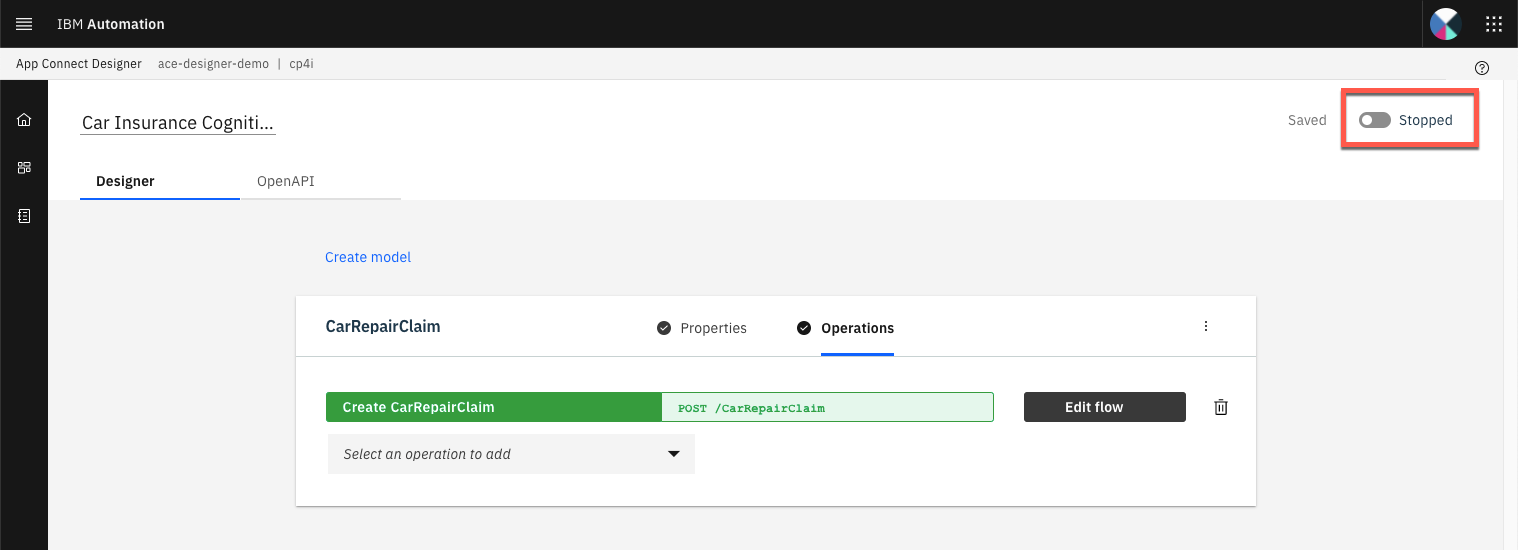 IBM Automation
App Connect Designer ace-designer-demo | cp4i
Car Insurance Cogniti...
Saved
Stopped
Designer
OpenAPI
Create model
CarRepairClaim
Properties
Operations
Create CarRepairClaim
POST /CarRepairClaim
Edit flow
Select an operation to add